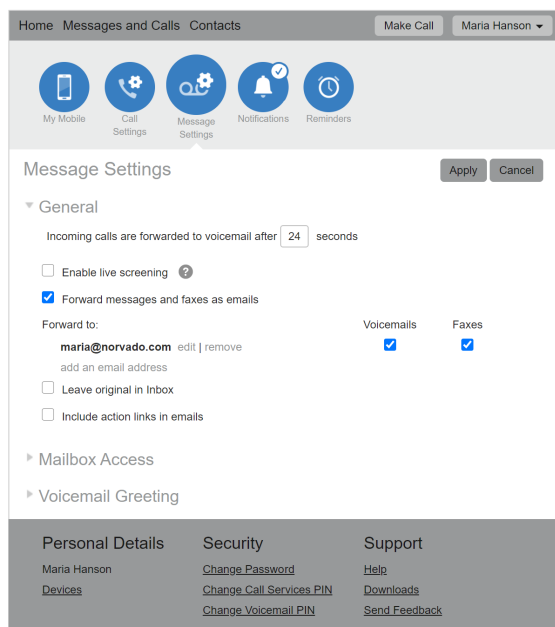 Home Messages and Calls Contacts Make Call Maria Hanson
My Mobile Call Settings Message Settings Notifications Reminders
Message Settings Apply Cancel
General
Incoming calls are forwarded to voicemail after 24 seconds
Enable live screening ?
Forward messages and faxes as emails
Forward to: Voicemails Faxes
maria@norvado.com edit | remove
add an email address
Leave original in Inbox
Include action links in emails
Mailbox Access
Voicemail Greeting
Personal Details Security Support
Maria Hanson Change Password Help
Devices Change Call Services PIN Downloads
Change Voicemail PIN Send Feedback